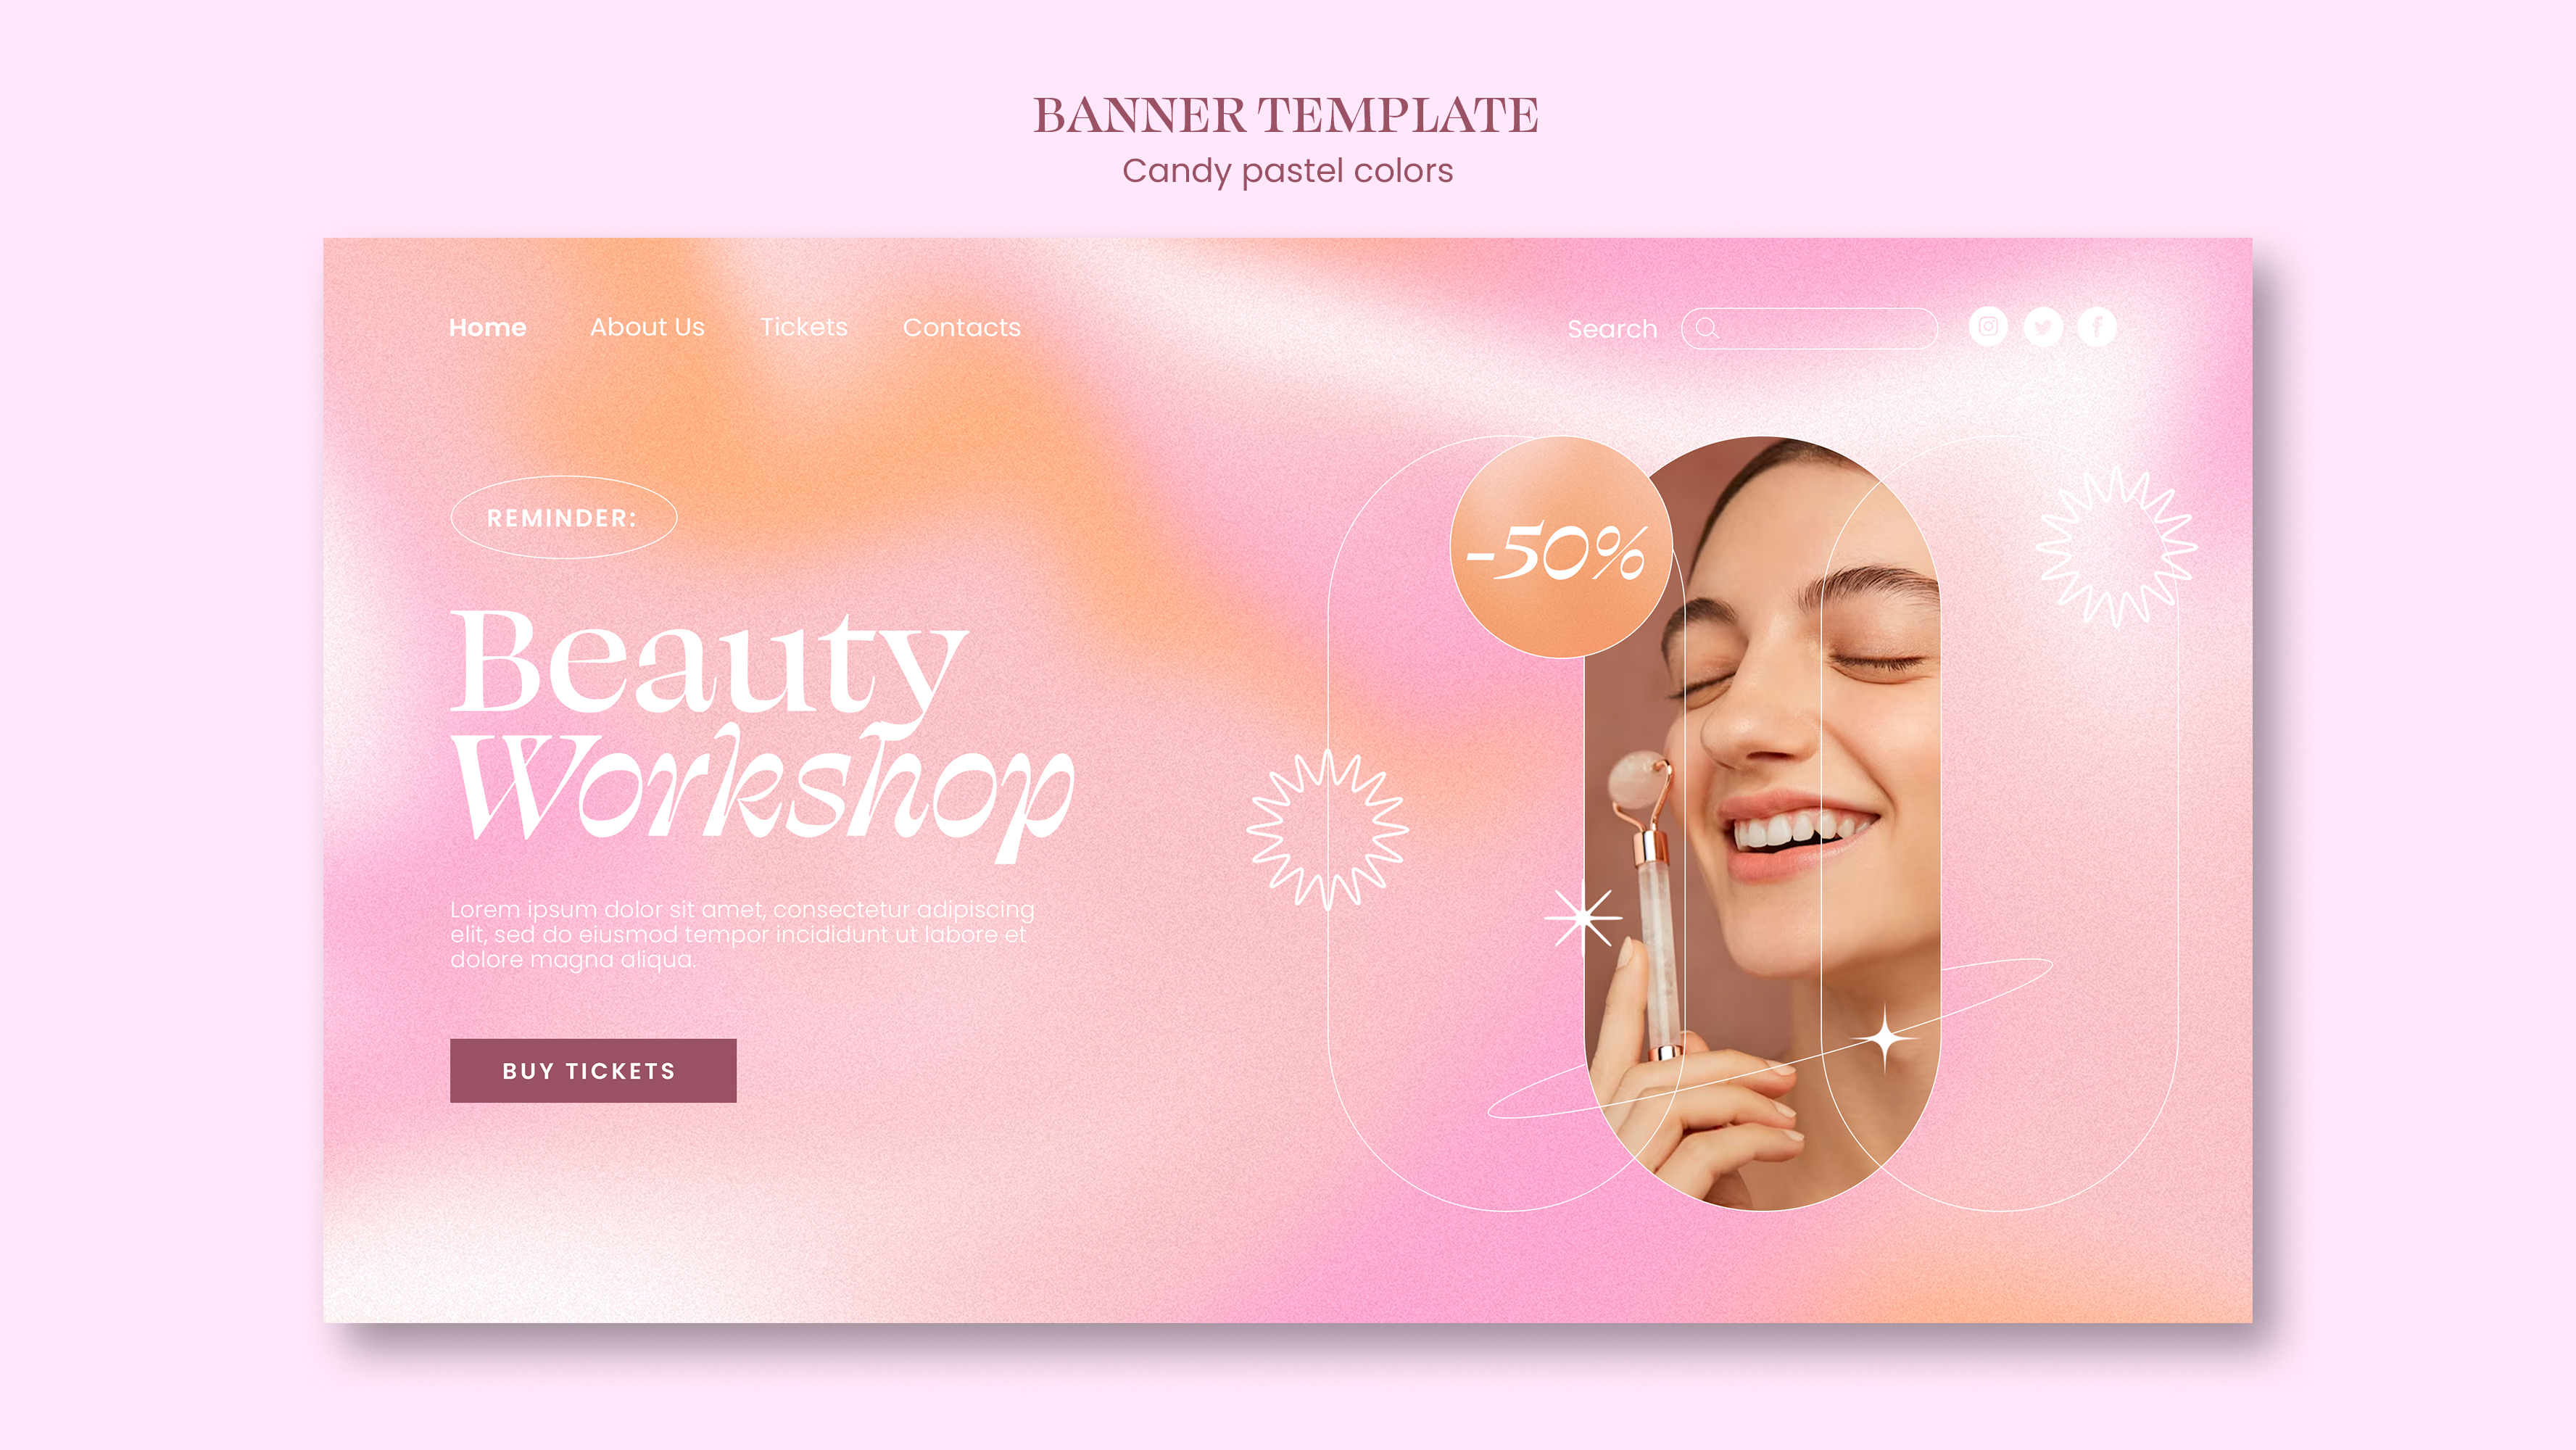 BANNER TEMPLATE
Candy pastel colors
Home About Us Tickets Contacts Search
REMINDER:
-50%
Beauty
Workshop
Lorem ipsum dolor sit amet, consectetur adipiscing
elit, sed do eiusmod tempor incididunt ut labore et
dolore magna aliqua.
BUY TICKETS